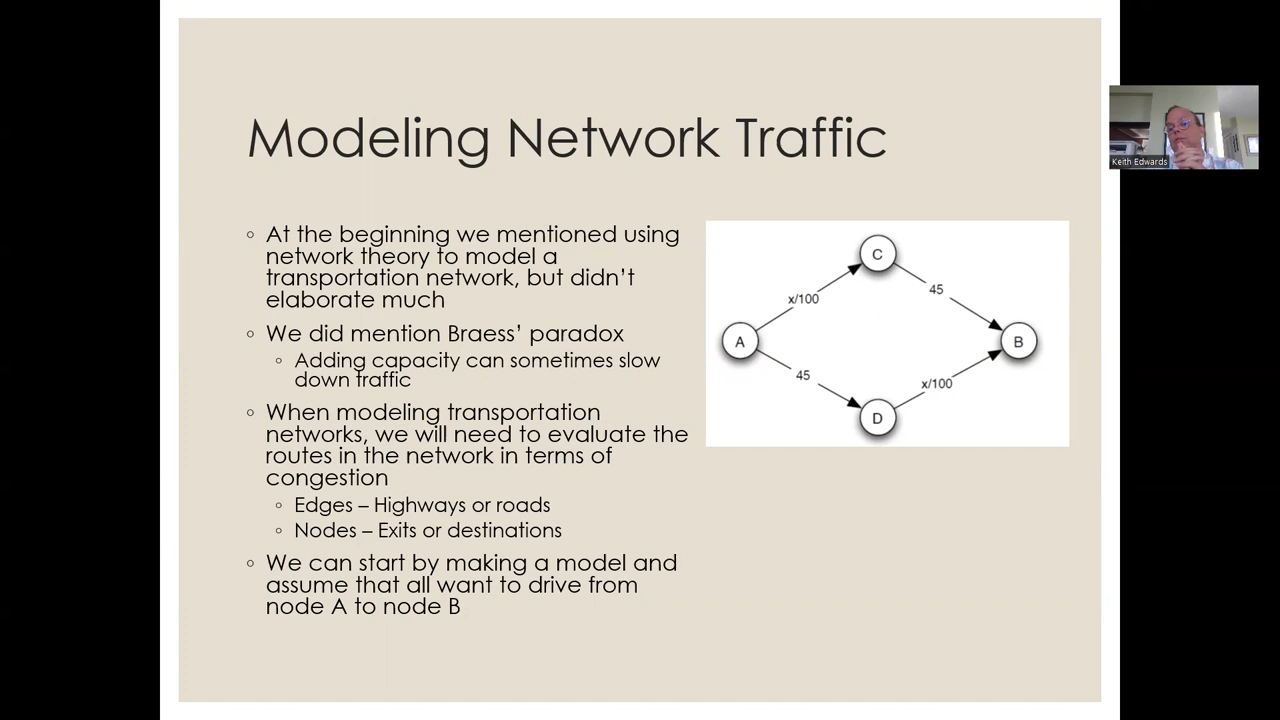 Modeling Network Traffic
◦ At the beginning we mentioned using
network theory to model a
transportation network, but didn’t
elaborate much
◦ We did mention Braess’ paradox
◦ Adding capacity can sometimes slow
down traffic
◦ When modeling transportation
networks, we will need to evaluate the
routes in the network in terms of
congestion
◦ Edges – Highways or roads
◦ Nodes – Exits or destinations
◦ We can start by making a model and
assume that all want to drive from
node A to node B
C
x/100
45
A
B
45
x/100
D
Keith Edwards